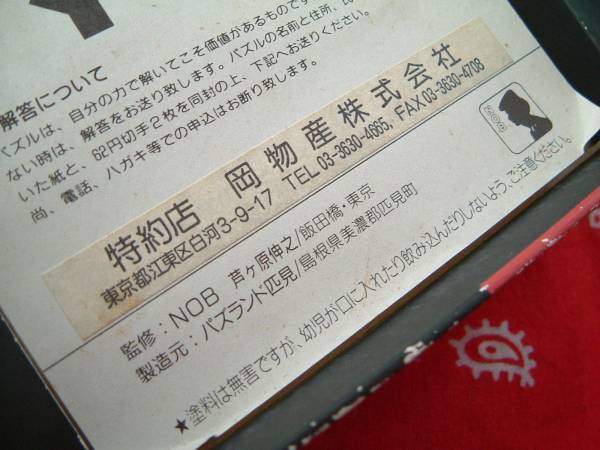 解答について
パズルは、自分の力で解いてこそ価値があるものです
ない時は、解答をお送り致します。パズルの名前と住所、氏
いた紙と、62円切手2枚を同封の上、下記へお送りください。
尚、電話、ハガキ等での申込はお断り致します。
特約店 岡物産株式会社
東京都江東区白河3-9-17 TEL 03-3630-4665, FAX 03-3630-4708
監修：NOB 芦ヶ原伸之/飯田橋・東京
製造元：パズランド匹見/島根県美濃郡匹見町
★塗料は無害ですが、幼児が口に入れたり飲み込んだりしないよう、ご注意ください。